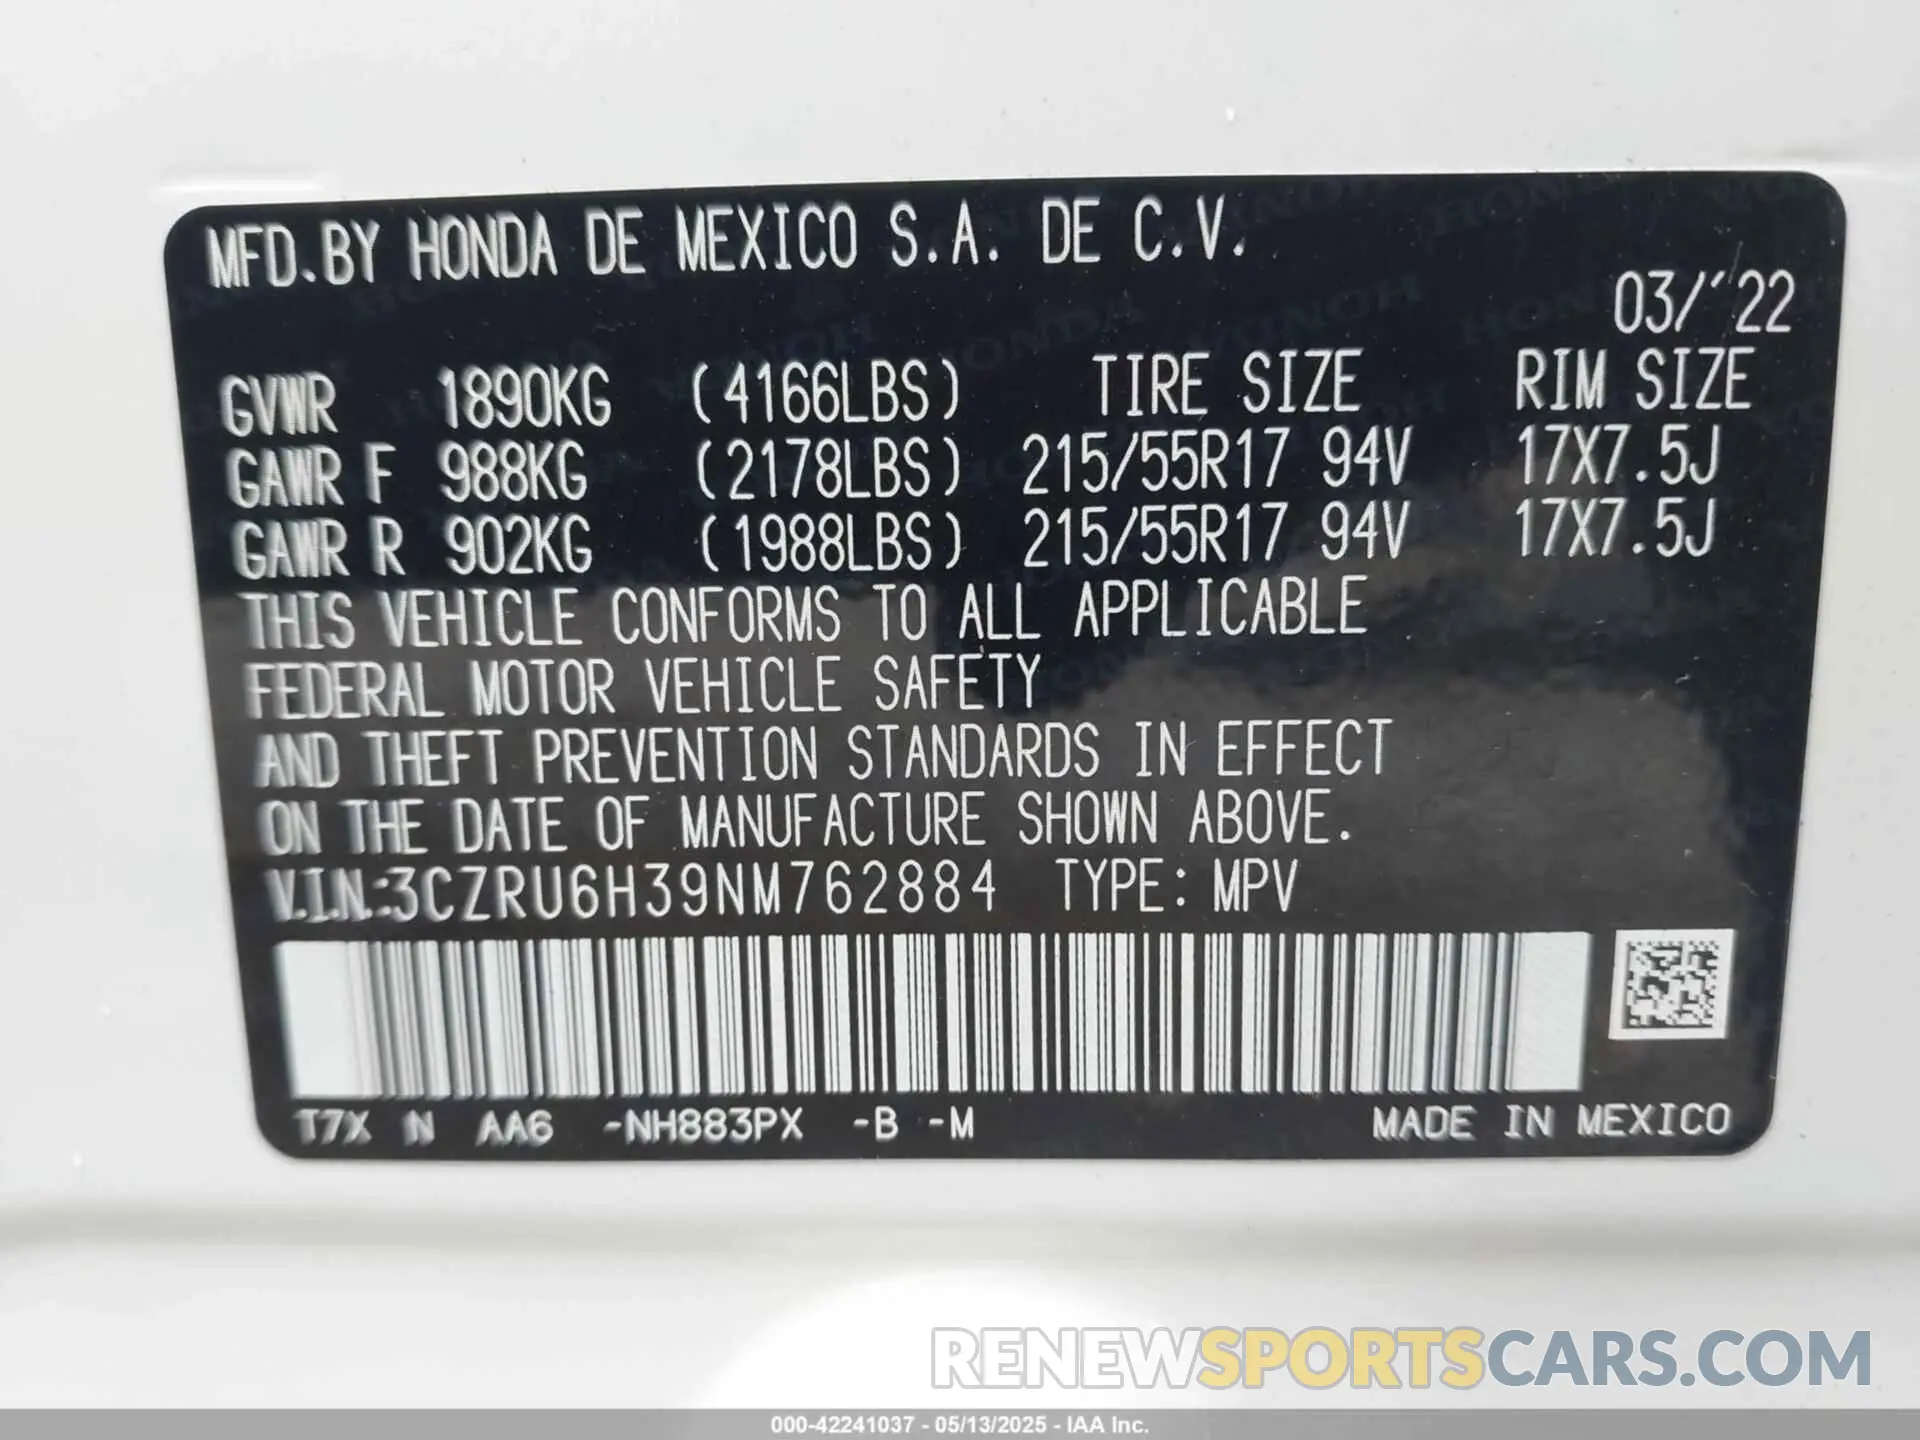 MFD.BY HONDA DE MEXICO S.A. DE C.V.
03/'22
GVWR 1890KG (4166LBS) TIRE SIZE RIM SIZE
GAWR F 988KG (2178LBS) 215/55R17 94V 17X7.5J
GAWR R 902KG (1988LBS) 215/55R17 94V 17X7.5J
THIS VEHICLE CONFORMS TO ALL APPLICABLE
FEDERAL MOTOR VEHICLE SAFETY
AND THEFT PREVENTION STANDARDS IN EFFECT
ON THE DATE OF MANUFACTURE SHOWN ABOVE.
V.I.N.:3CZRU6H39NM762884 TYPE: MPV
T7X N AA6 -NH883PX -B -M MADE IN MEXICO
RENEWSPORTSCARS.COM
000-42241037 - 05/13/2025 - IAA Inc.